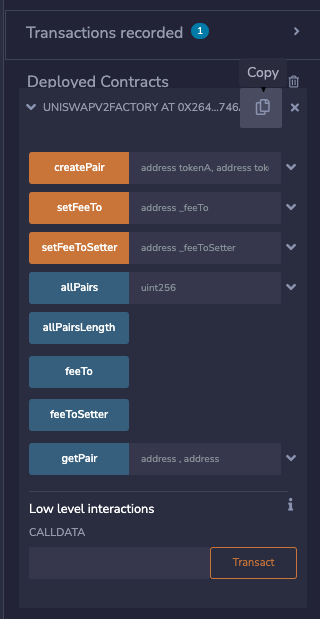 Transactions recorded 1
Copy
Deployed Contracts
UNISWAPV2FACTORY AT 0X264...746
createPair address tokenA, address tok
setFeeTo address _feeTo
setFeeToSetter address _feeToSetter
allPairs uint256
allPairsLength
feeTo
feeToSetter
getPair address , address
Low level interactions i
CALLDATA
Transact